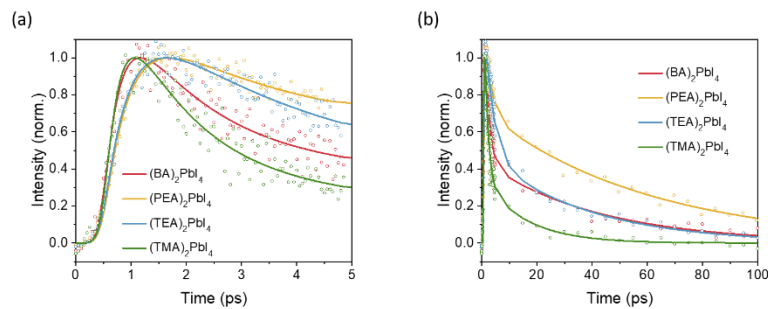 (a)
Intensity (norm.)
1.0
0.8
0.6
0.4
0.2
0.0
(BA)₂PbI₄
(PEA)₂PbI₄
(TEA)₂PbI₄
(TMA)₂PbI₄
0 1 2 3 4 5
Time (ps)
(b)
Intensity (norm.)
1.0
0.8
0.6
0.4
0.2
0.0
(BA)₂PbI₄
(PEA)₂PbI₄
(TEA)₂PbI₄
(TMA)₂PbI₄
0 20 40 60 80 100
Time (ps)